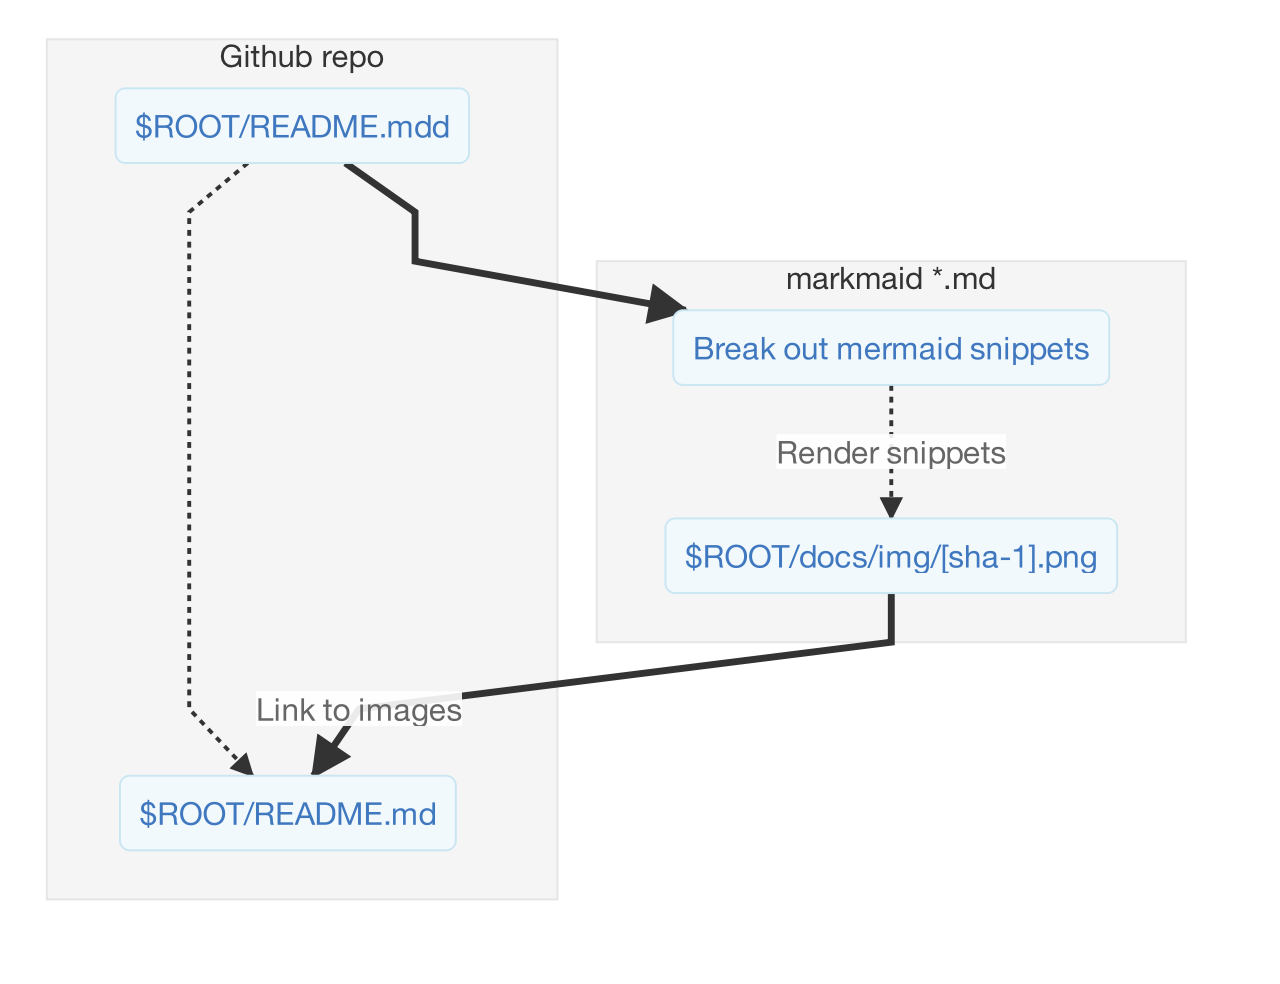 Github repo
$ROOT/README.mdd
markmaid *.md
Break out mermaid snippets
Render snippets
$ROOT/docs/img/[sha-1].png
Link to images
$ROOT/README.md